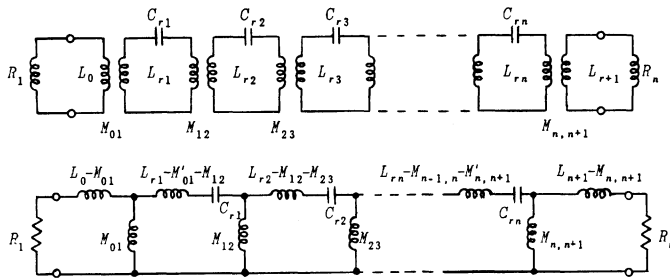 C_r1 C_r2 C_r3 C_rn
R_1 L_0 L_r1 L_r2 L_r3 L_rn L_r+1 R_n
M_01 M_12 M_23 M_n,n+1
L_0-M_01 L_r1-M'_01-M_12 L_r2-M_12-M_23 L_rn-M_n-1,n-M'_n,n+1 L_n+1-M_n,n+1
C_r1 C_r2 C_rn
R_1 M_01 M_12 M_23 M_n,n+1